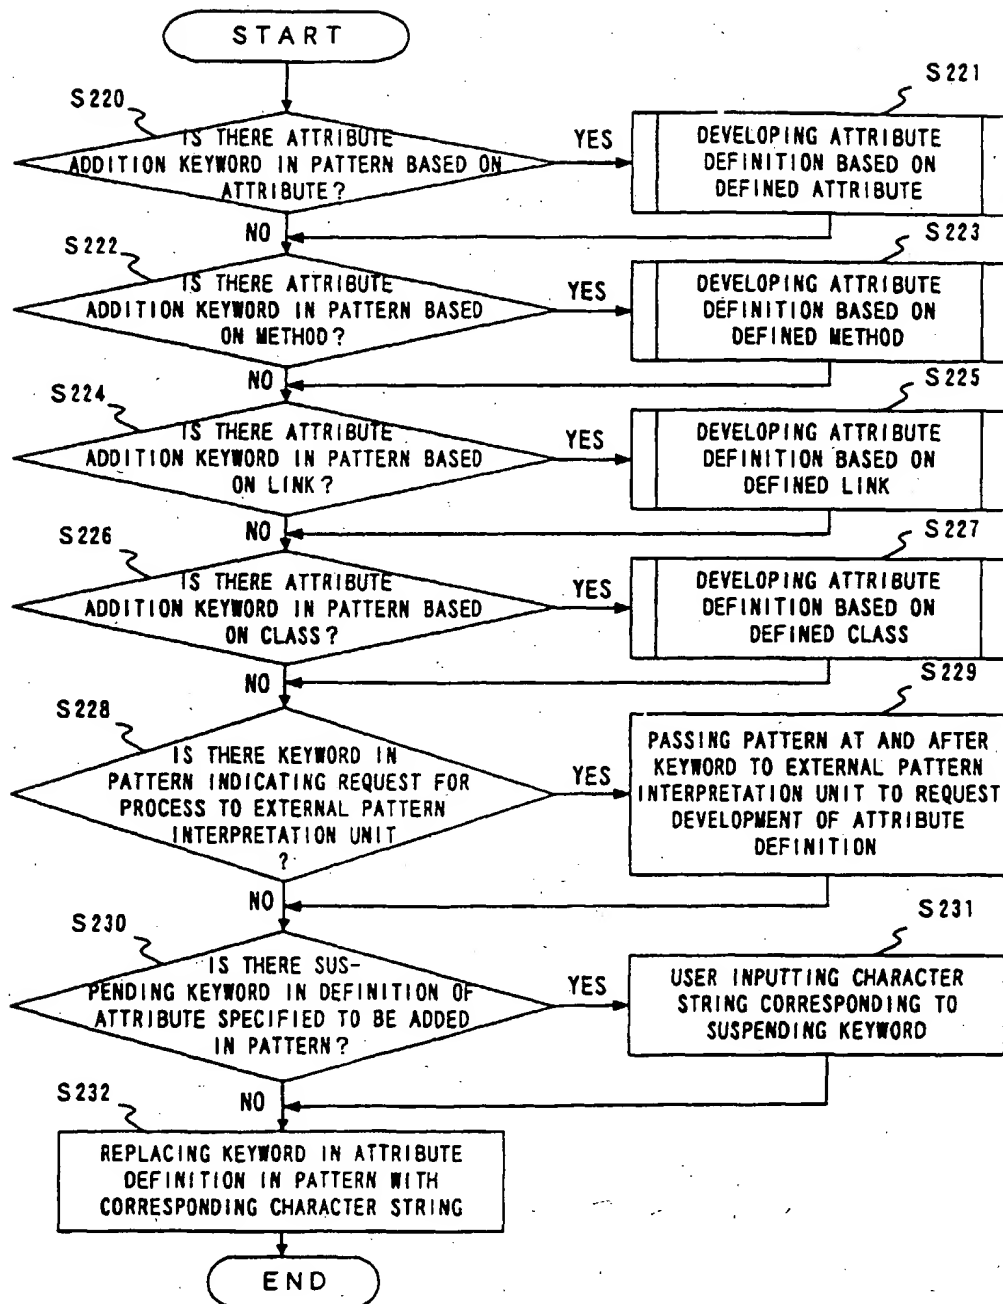 START
S220
IS THERE ATTRIBUTE
ADDITION KEYWORD IN PATTERN BASED ON
ATTRIBUTE?
YES
S221
DEVELOPING ATTRIBUTE
DEFINITION BASED ON
DEFINED ATTRIBUTE
NO
S222
IS THERE ATTRIBUTE
ADDITION KEYWORD IN PATTERN BASED
ON METHOD?
YES
S223
DEVELOPING ATTRIBUTE
DEFINITION BASED ON
DEFINED METHOD
NO
S224
IS THERE ATTRIBUTE
ADDITION KEYWORD IN PATTERN BASED
ON LINK?
YES
S225
DEVELOPING ATTRIBUTE
DEFINITION BASED ON
DEFINED LINK
NO
S226
IS THERE ATTRIBUTE
ADDITION KEYWORD IN PATTERN BASED
ON CLASS?
YES
S227
DEVELOPING ATTRIBUTE
DEFINITION BASED ON
DEFINED CLASS
NO
S228
IS THERE KEYWORD IN
PATTERN INDICATING REQUEST FOR
PROCESS TO EXTERNAL PATTERN
INTERPRETATION UNIT
?
YES
S229
PASSING PATTERN AT AND AFTER
KEYWORD TO EXTERNAL PATTERN
INTERPRETATION UNIT TO REQUEST
DEVELOPMENT OF ATTRIBUTE
DEFINITION
NO
S230
IS THERE SUS-
PENDING KEYWORD IN DEFINITION OF
ATTRIBUTE SPECIFIED TO BE ADDED
IN PATTERN?
YES
S231
USER INPUTTING CHARACTER
STRING CORRESPONDING TO
SUSPENDING KEYWORD
NO
S232
REPLACING KEYWORD IN ATTRIBUTE
DEFINITION IN PATTERN WITH
CORRESPONDING CHARACTER STRING
END